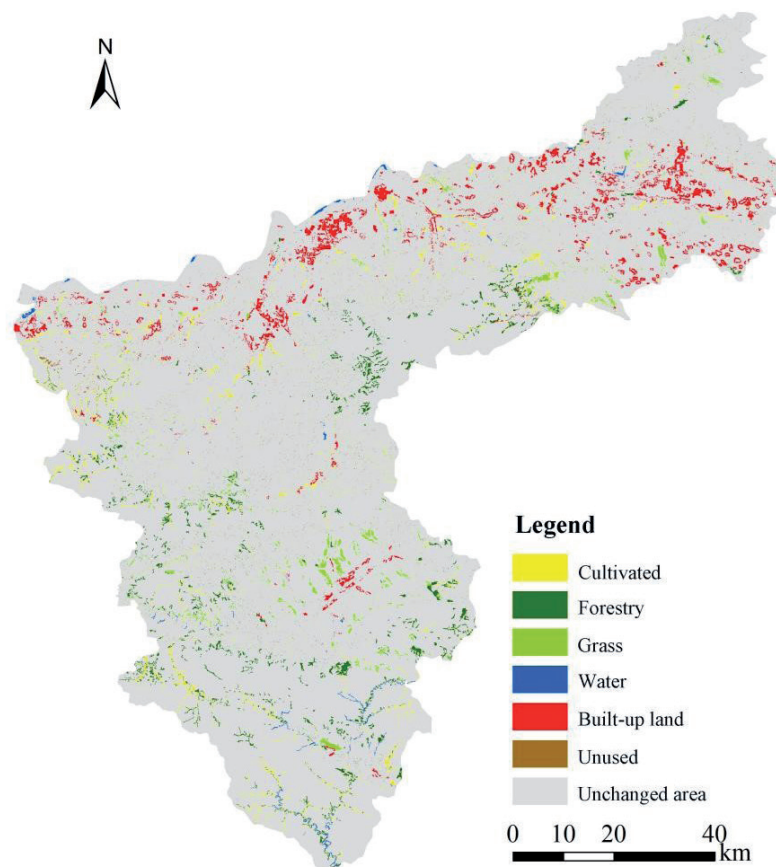 N
Legend
Cultivated
Forestry
Grass
Water
Built-up land
Unused
Unchanged area
0 10 20 40
km